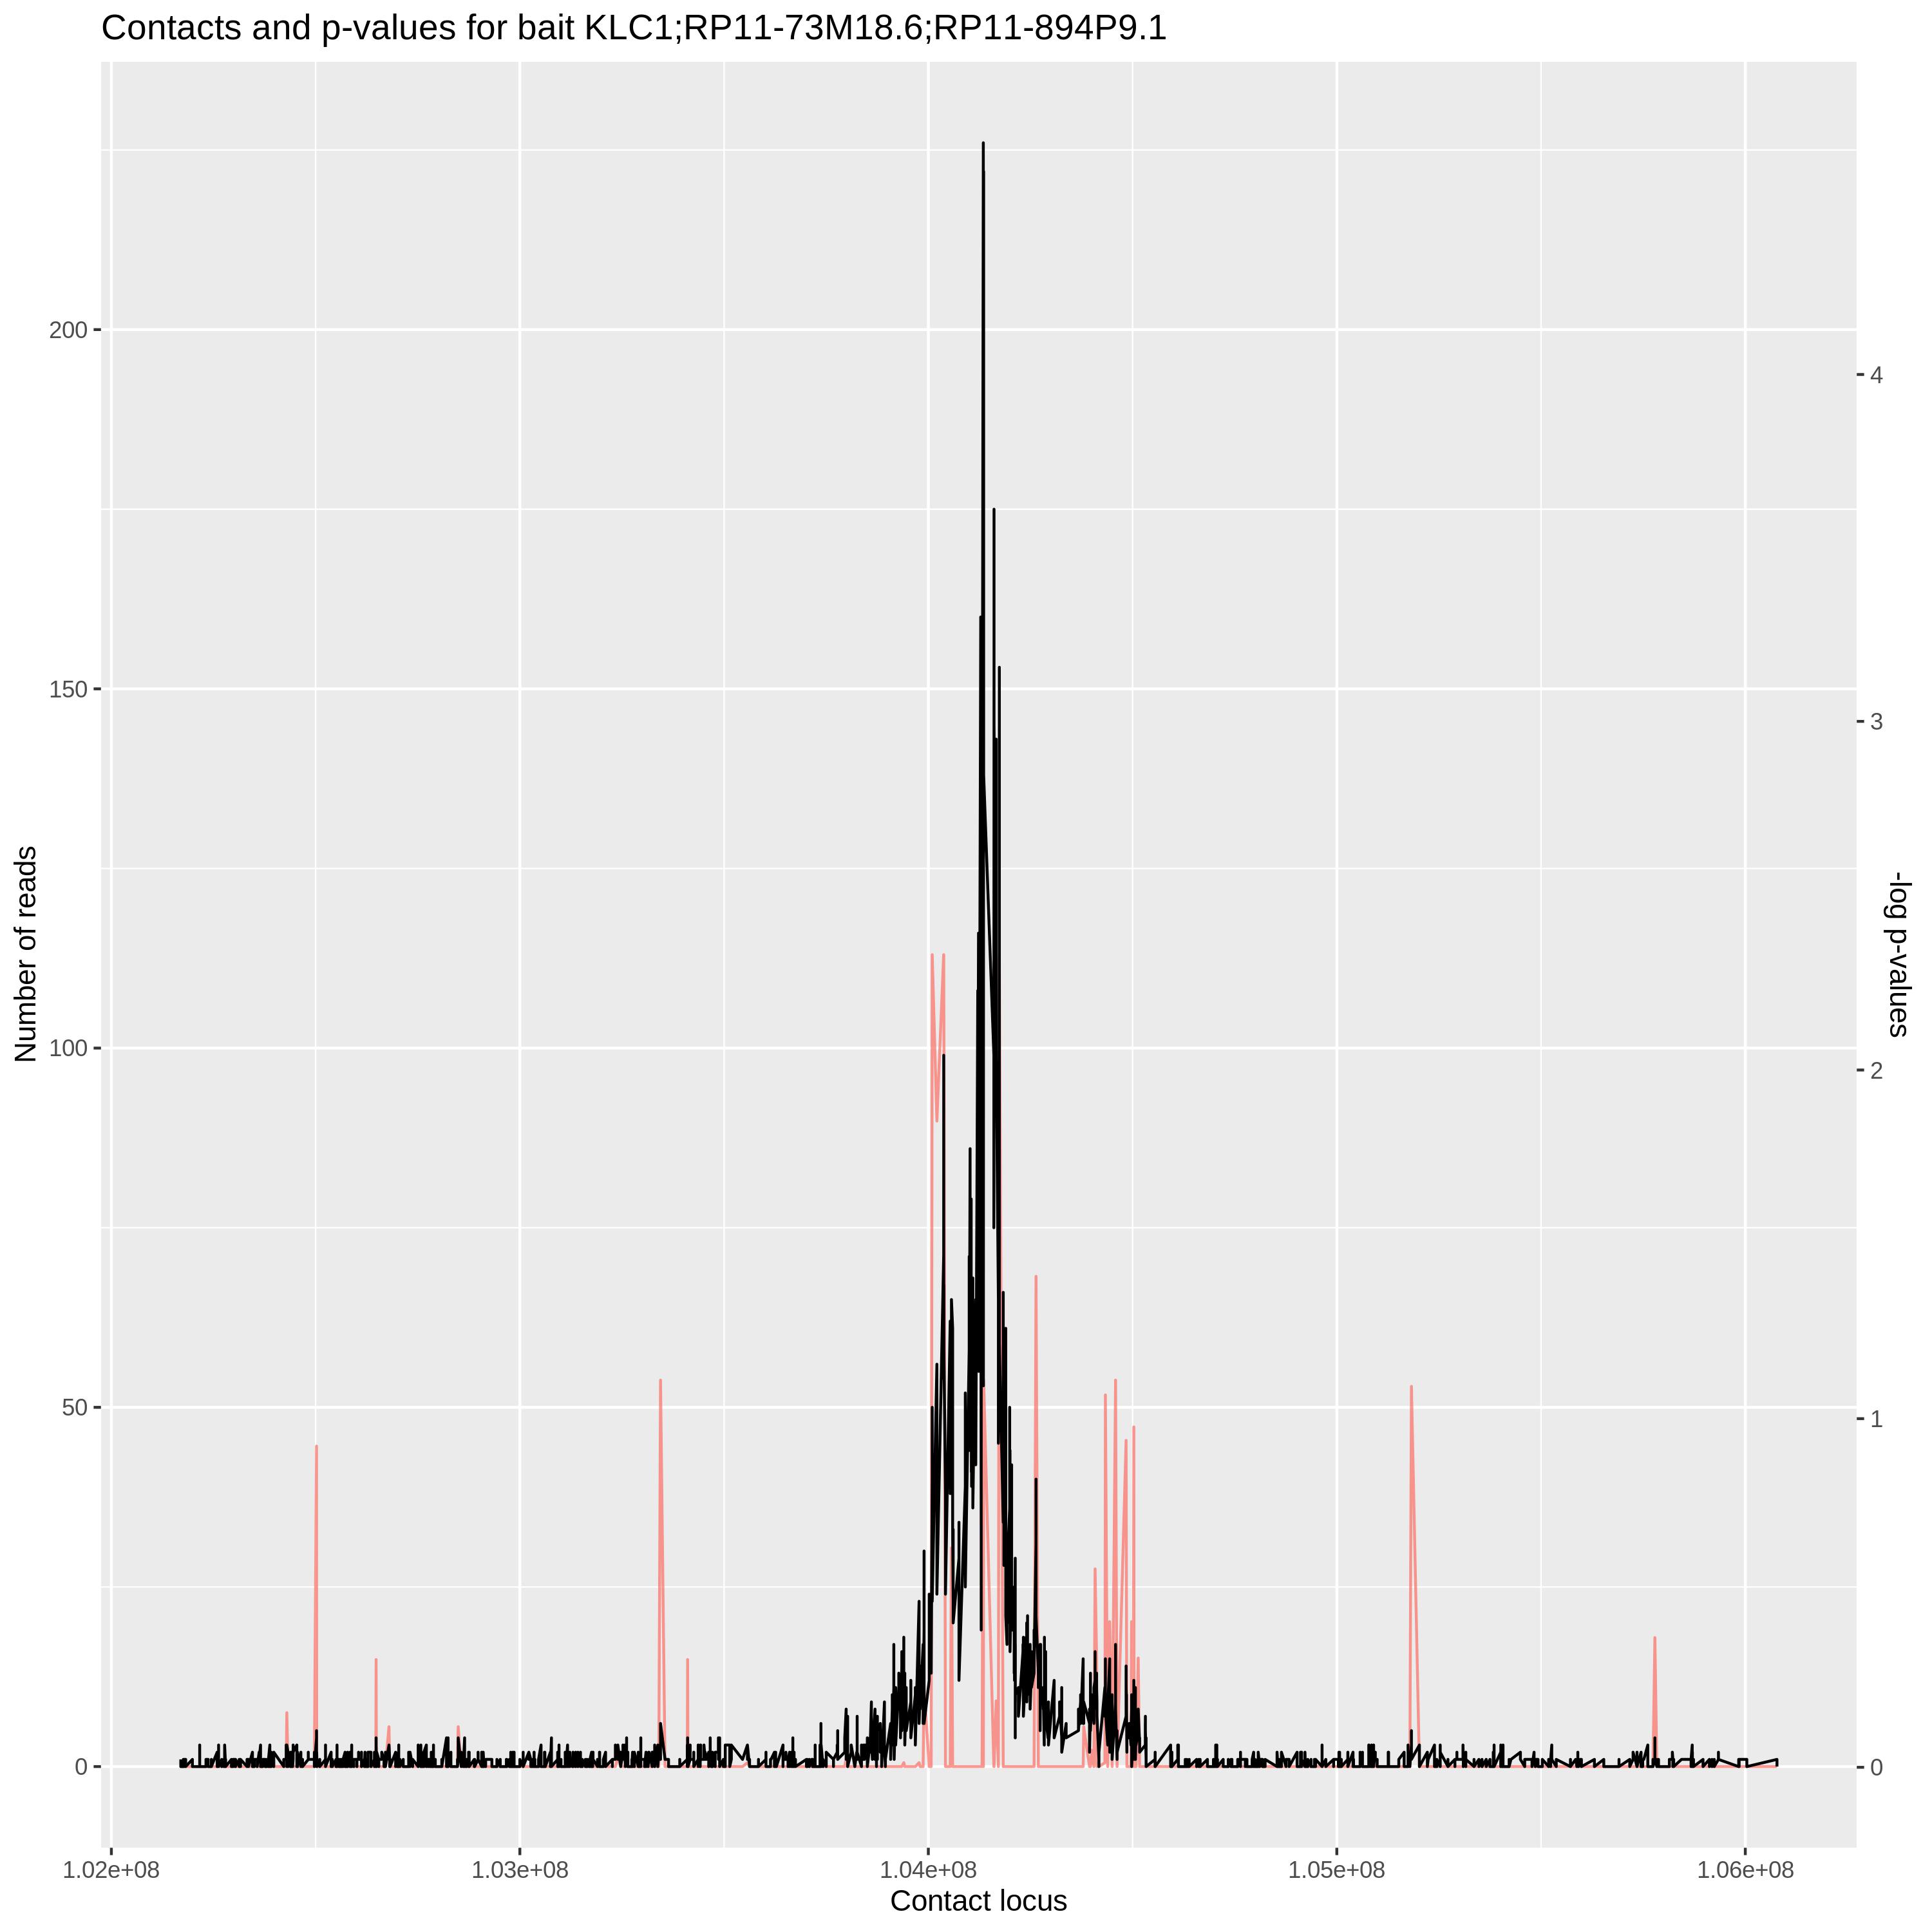 Contacts and p-values for bait KLC1;RP11-73M18.6;RP11-894P9.1
Number of reads
200
150
100
50
0
4
3
2
1
0
-log p-values
1.02e+08 1.03e+08 1.04e+08 1.05e+08 1.06e+08
Contact locus